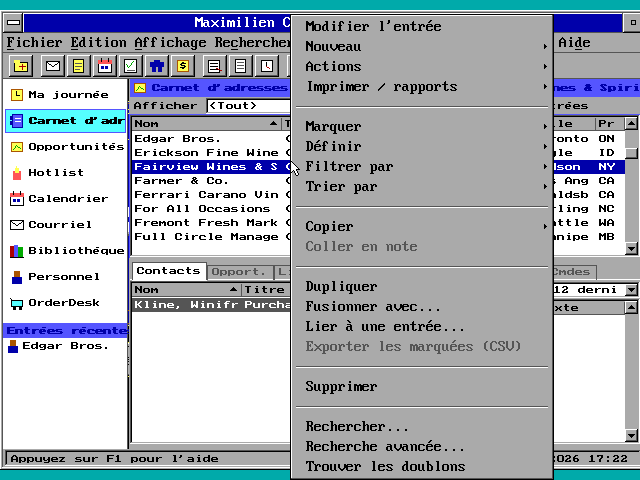 Maximilien C
Fichier Edition Affichage Rechercher Aide
Modifier l'entrée
Nouveau
Actions
Imprimer / rapports
Marquer
Définir
Filtrer par
Trier par
Copier
Coller en note
Dupliquer
Fusionner avec...
Lier à une entrée...
Exporter les marquées (CSV)
Supprimer
Rechercher...
Recherche avancée...
Trouver les doublons
Ma journée
Carnet d'adr
Opportunités
Hotlist
Calendrier
Courriel
Bibliothèque
Personnel
OrderDesk
Entrées récente
Edgar Bros.
Carnet d'adresses nes & Spiri
Afficher <Tout> rées
Nom T lle Pr
Edgar Bros. ronto ON
Erickson Fine Wine gle ID
Fairview Wines & S lson NY
Farmer & Co. Ang CA
Ferrari Carano Vin aldsb CA
For All Occasions rling NC
Fremont Fresh Mark attle WA
Full Circle Manage nipe MB
Contacts Opport. Cmdes
Nom Titre 12 derni
Kline, Winifr Purcha xte
Appuyez sur F1 pour l'aide 2026 17:22